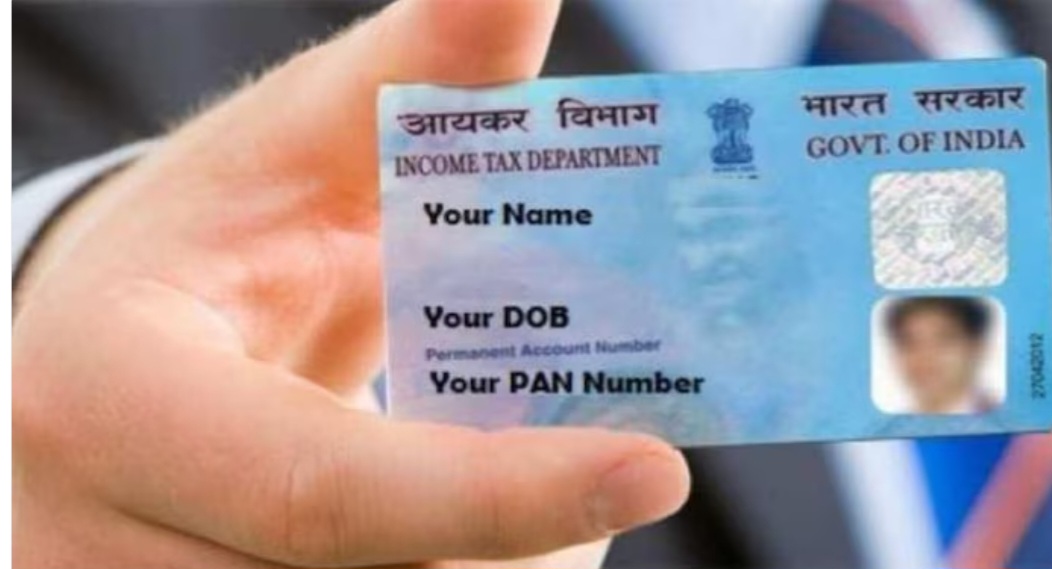 आयकर विभाग
भारत सरकार
INCOME TAX DEPARTMENT
GOVT. OF INDIA
Your Name
Your DOB
Permanent Account Number
Your PAN Number
27042012